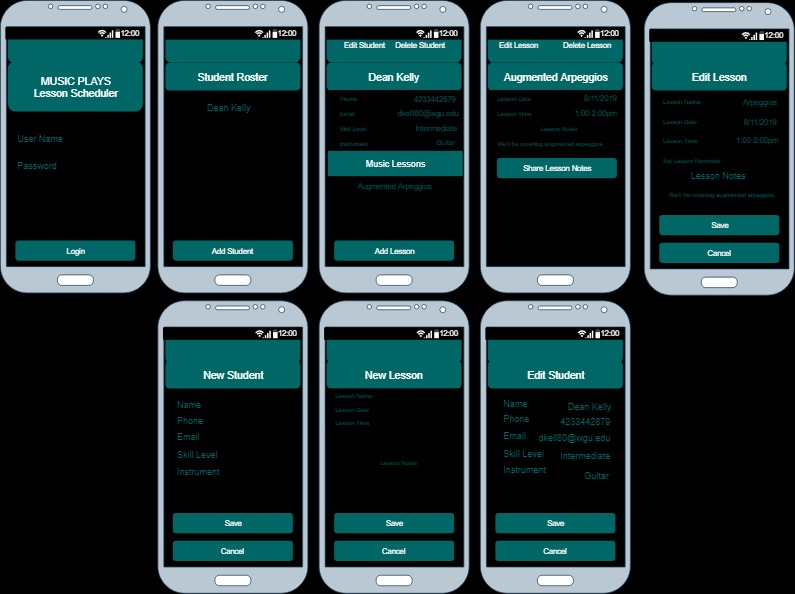 12:00
MUSIC PLAYS
Lesson Scheduler
User Name
Password
Login
12:00
Student Roster
Dean Kelly
Add Student
12:00
Edit Student Delete Student
Dean Kelly
Phone 4233442879
Email dkelll80@wgu.edu
Skill Level Intermediate
Instrument Guitar
Music Lessons
Augmented Arpeggios
Add Lesson
12:00
Edit Lesson Delete Lesson
Augmented Arpeggios
Lesson Date 8/11/2019
Lesson Time 1:00-2:00pm
Lesson Notes
We'll be covering augmented arpeggios
Share Lesson Notes
12:00
Edit Lesson
Lesson Name: Arpeggios
Lesson Date: 8/11/2019
Lesson Time: 1:00-2:00pm
Set Lesson Reminder
Lesson Notes
We'll be covering augmented arpeggios
Save
Cancel
12:00
New Student
Name
Phone
Email
Skill Level
Instrument
Save
Cancel
12:00
New Lesson
Lesson Name
Lesson Date
Lesson Time
Lesson Notes
Save
Cancel
12:00
Edit Student
Name Dean Kelly
Phone 4233442879
Email dkell80@wgu.edu
Skill Level Intermediate
Instrument Guitar
Save
Cancel